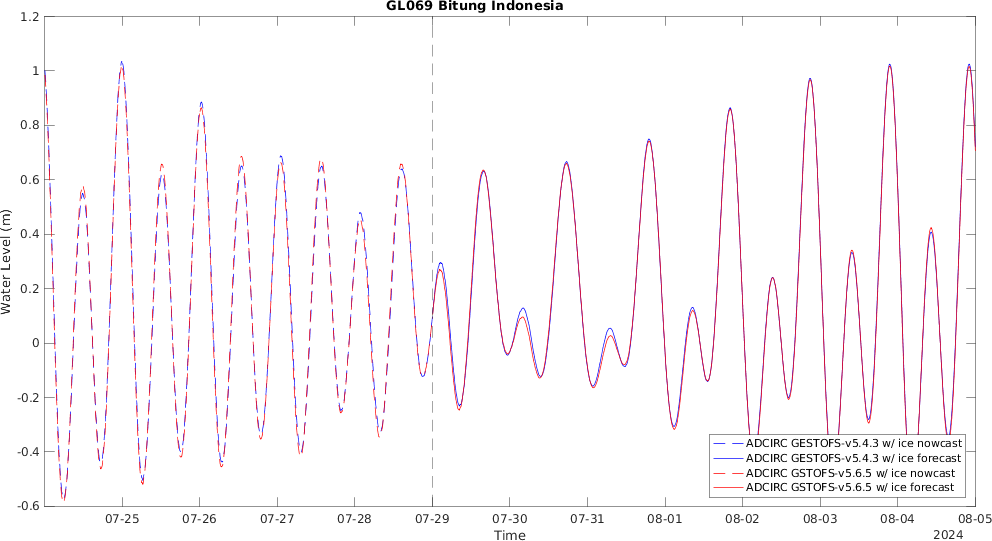 GL069 Bitung Indonesia
1.2
1
0.8
0.6
0.4
0.2
0
-0.2
-0.4
-0.6
Water Level (m)
ADCIRC GESTOFS-v5.4.3 w/ ice nowcast
ADCIRC GESTOFS-v5.4.3 w/ ice forecast
ADCIRC GSTOFS-v5.6.5 w/ ice nowcast
ADCIRC GSTOFS-v5.6.5 w/ ice forecast
07-25 07-26 07-27 07-28 07-29 07-30 07-31 08-01 08-02 08-03 08-04 08-05
Time
2024